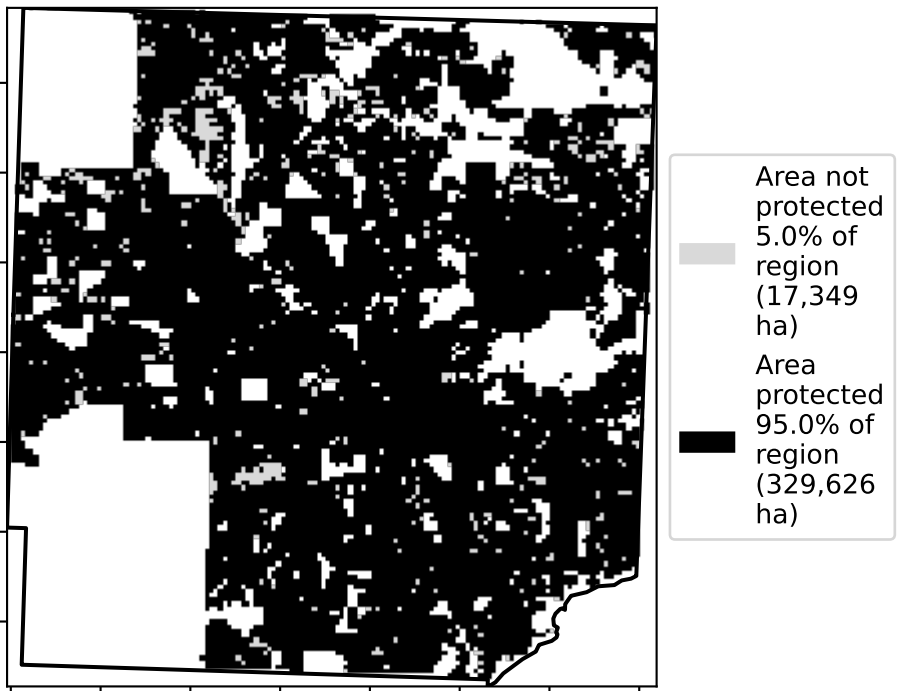 Area not
protected
5.0% of
region
(17,349
ha)
Area
protected
95.0% of
region
(329,626
ha)